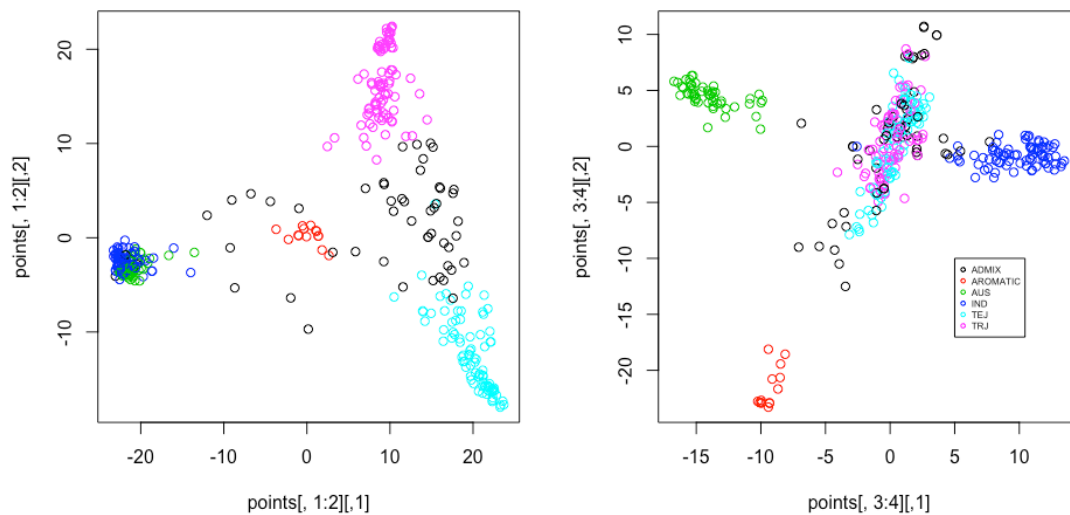 20
10
0
-10
points[, 1:2][,2]
-20
-10
0
10
20
points[, 1:2][,1]
10
5
0
-5
-10
-15
-20
points[, 3:4][,2]
ADMIX
AROMATIC
AUS
IND
TEJ
TRJ
-15
-10
-5
0
5
10
points[, 3:4][,1]